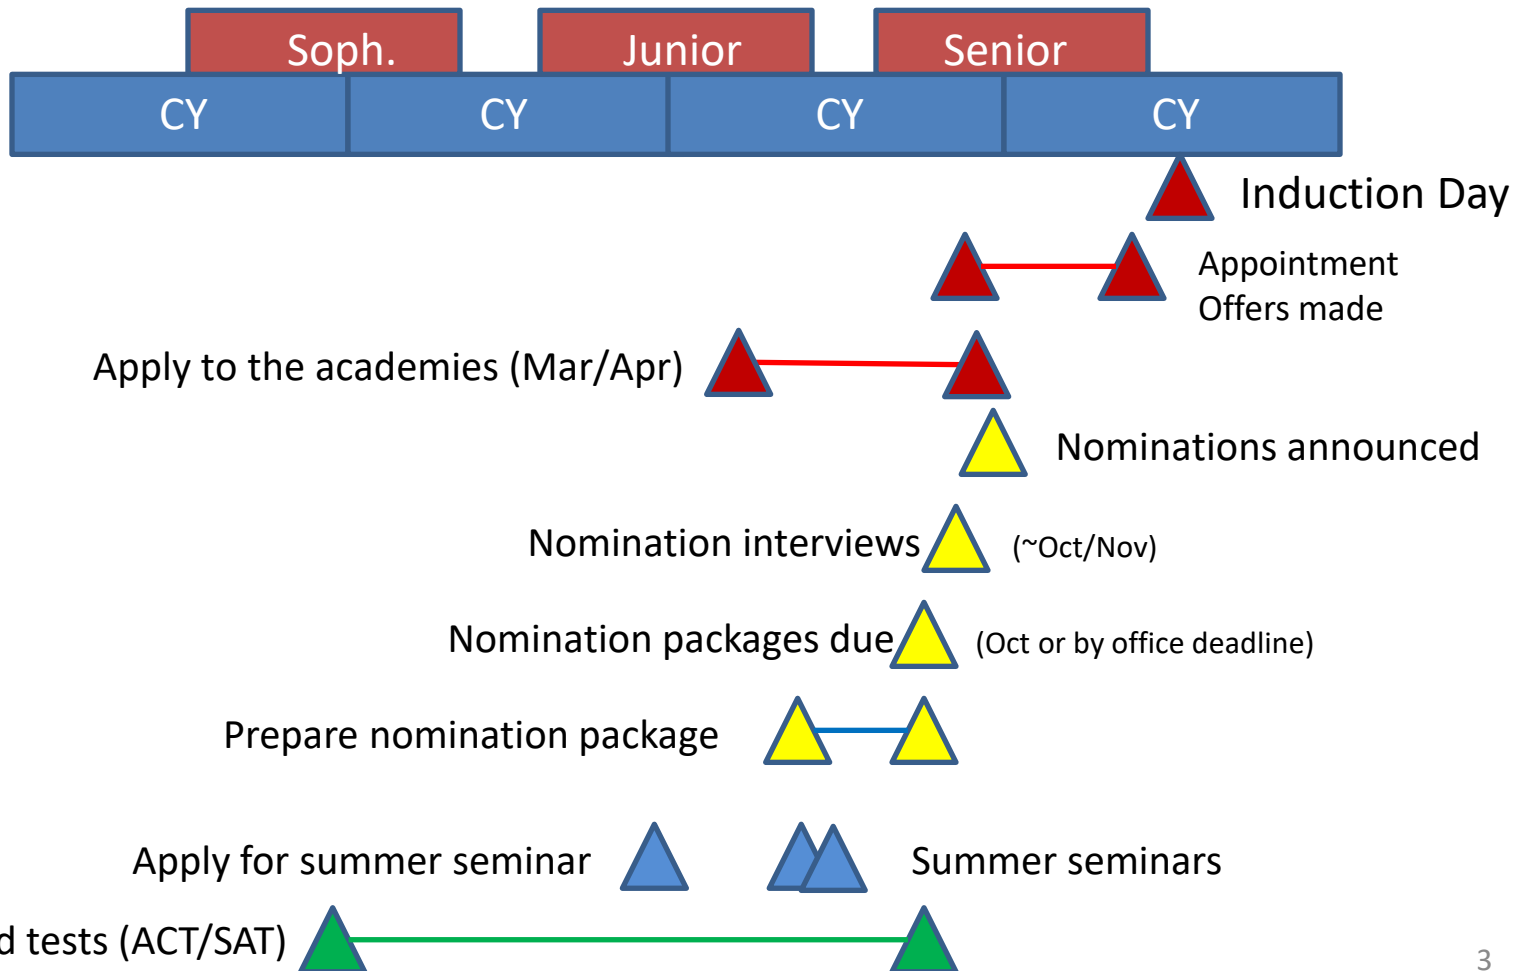 Soph.
Junior
Senior
CY
CY
CY
CY
Induction Day
Appointment
Offers made
Apply to the academies (Mar/Apr)
Nominations announced
Nomination interviews
(~Oct/Nov)
Nomination packages due
(Oct or by office deadline)
Prepare nomination package
Apply for summer seminar
Summer seminars
d tests (ACT/SAT)
3